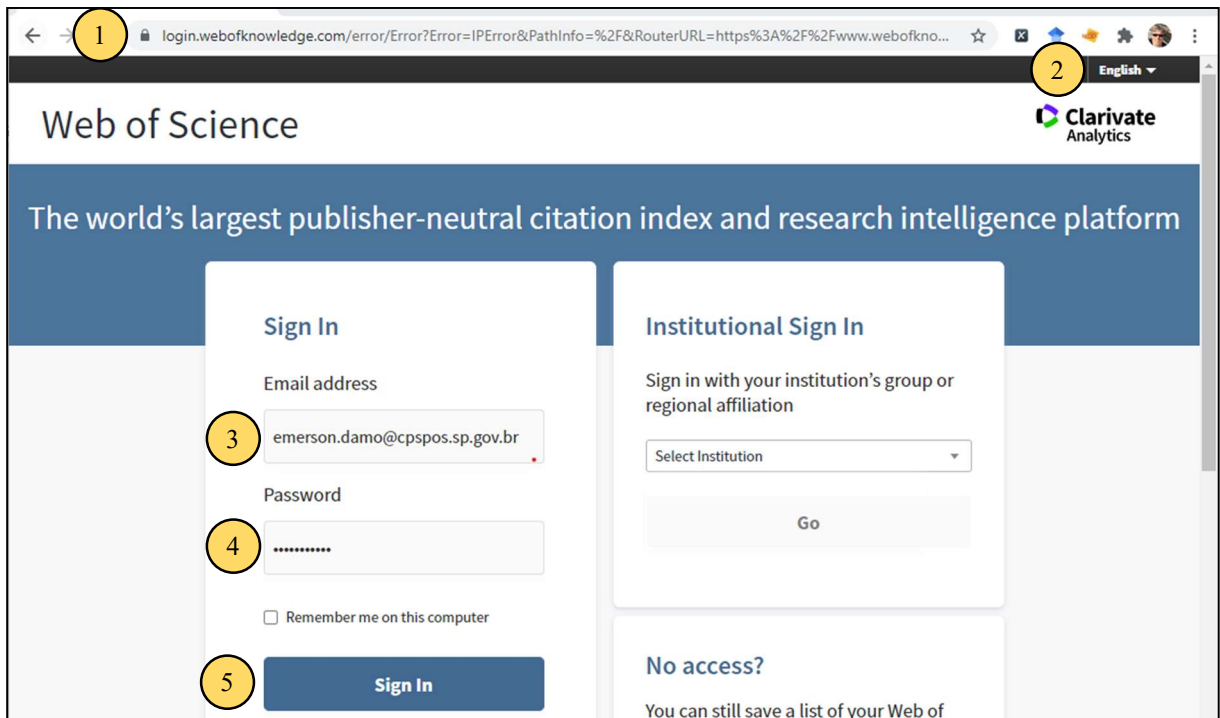 1
login.webofknowledge.com/error/Error?Error=IPError&PathInfo=%2F&RouterURL=https%3A%2F%2Fwww.webofkno...
2
English
Web of Science
Clarivate
Analytics
The world's largest publisher-neutral citation index and research intelligence platform
Sign In
Email address
3
emerson.damo@cpspos.sp.gov.br
Password
4
•••••••••••
Remember me on this computer
5
Sign In
Institutional Sign In
Sign in with your institution's group or
regional affiliation
Select Institution
Go
No access?
You can still save a list of your Web of